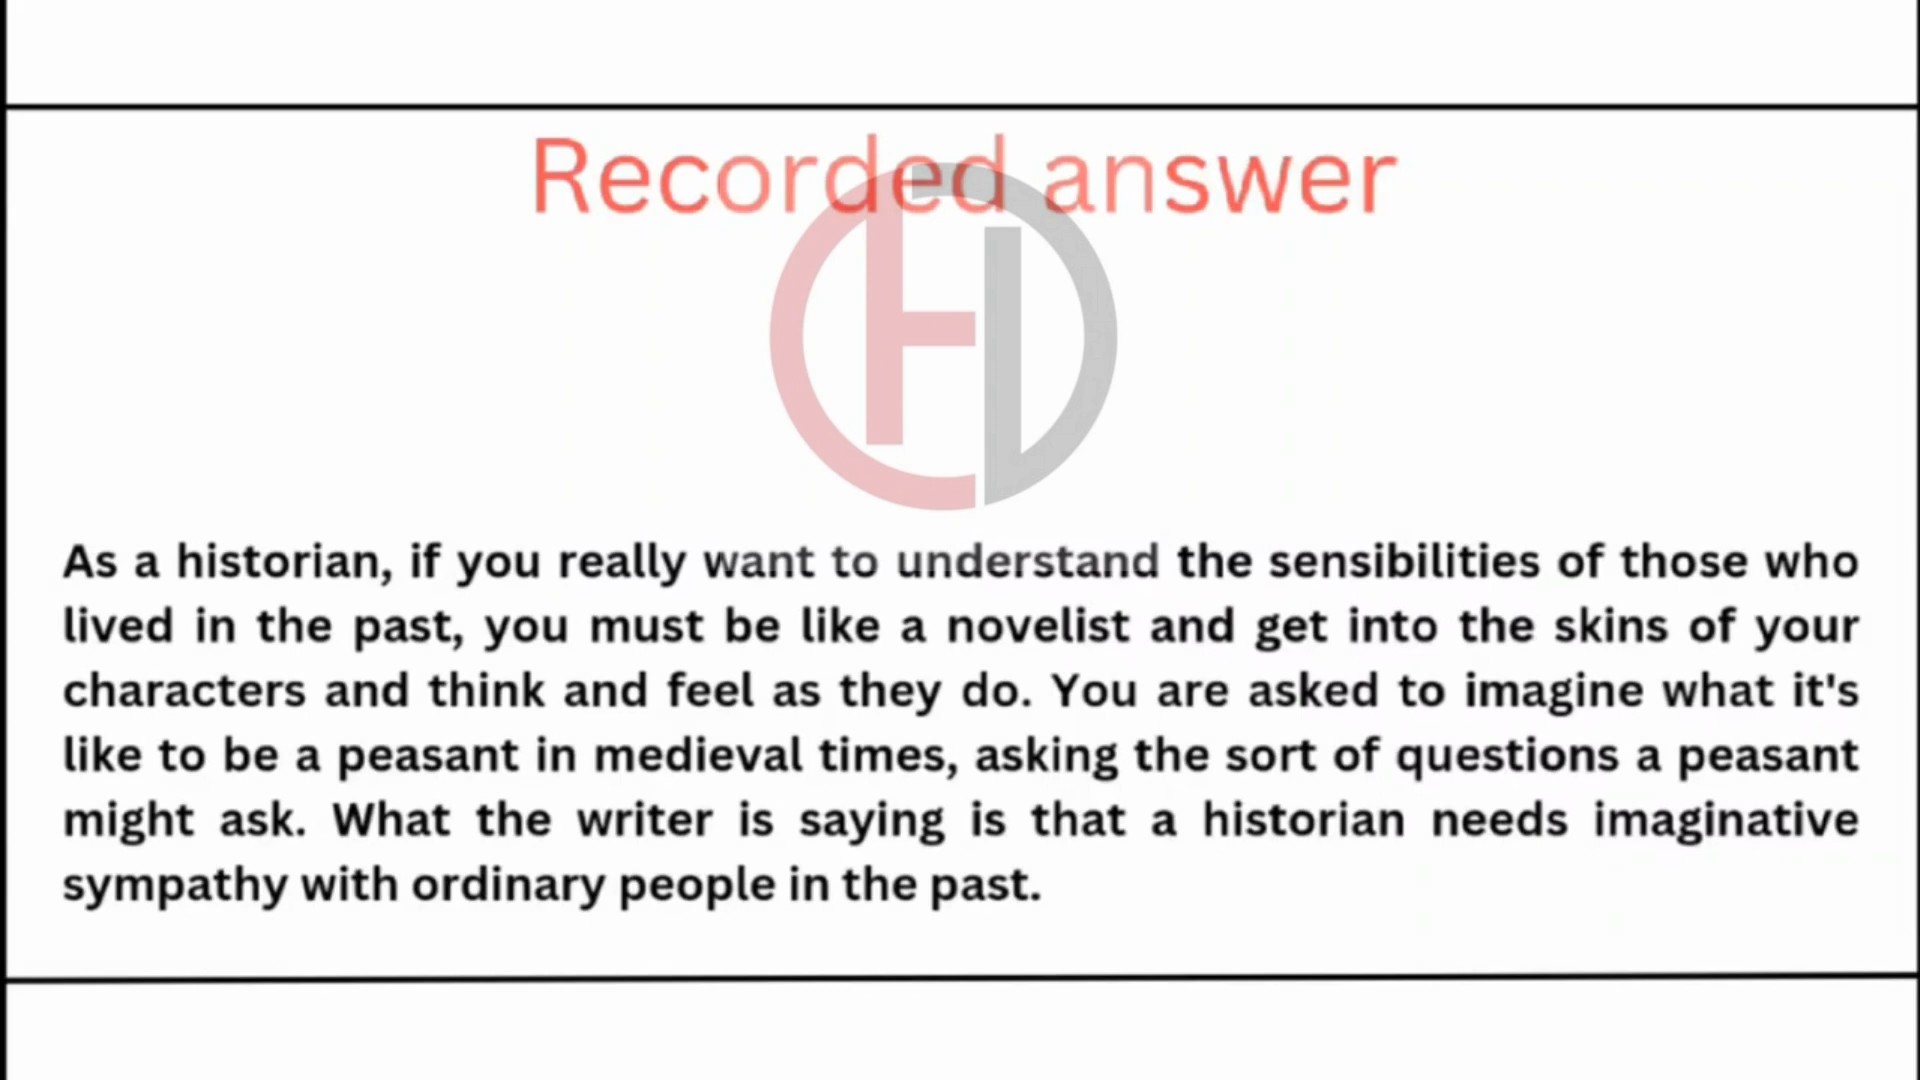 Recorded answer
As a historian, if you really want to understand the sensibilities of those who
lived in the past, you must be like a novelist and get into the skins of your
characters and think and feel as they do. You are asked to imagine what it's
like to be a peasant in medieval times, asking the sort of questions a peasant
might ask. What the writer is saying is that a historian needs imaginative
sympathy with ordinary people in the past.